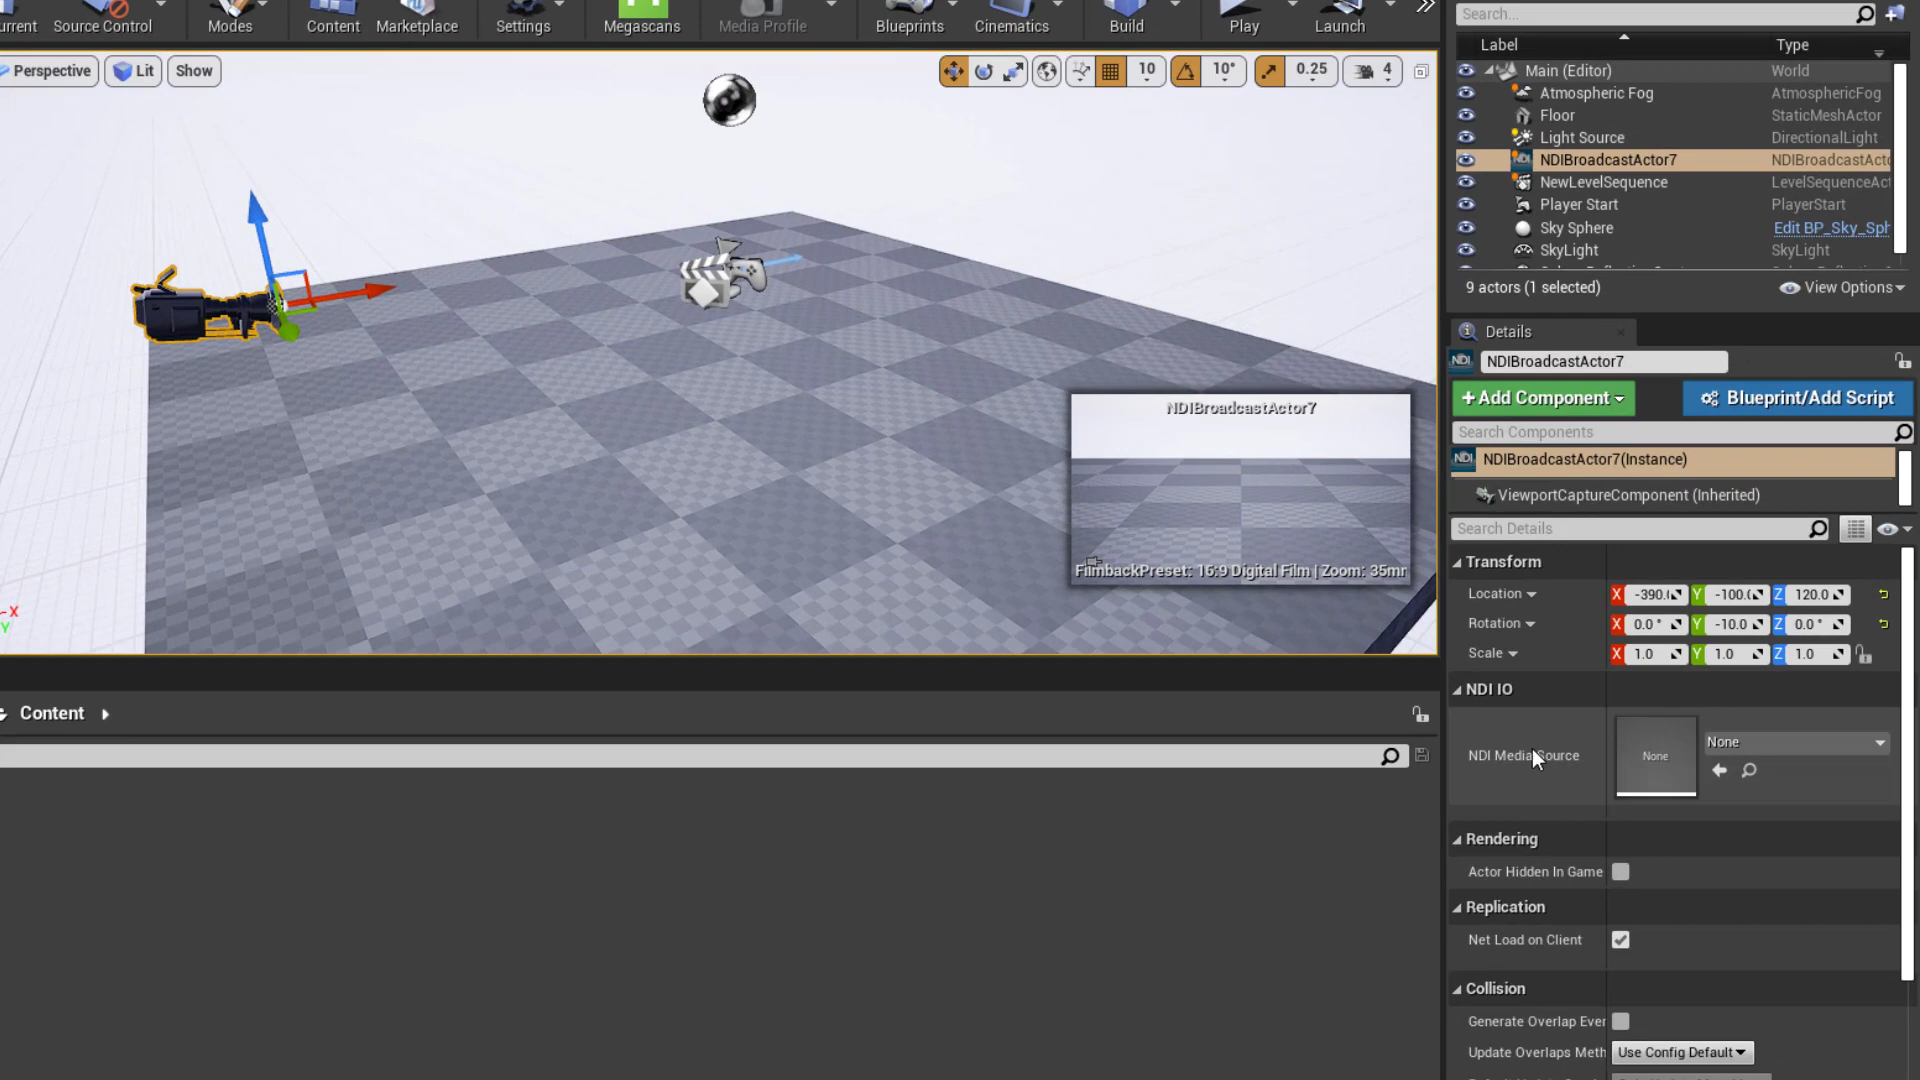 Source Control
Modes
Content
Marketplace
Settings
Megascans
Media Profile
Blueprints
Cinematics
Build
Play
Launch
Search...
Label
Type
Perspective
Lit
Show
10
10°
0.25
4
Main (Editor)
World
Atmospheric Fog
AtmosphericFog
Floor
StaticMeshActor
Light Source
DirectionalLight
NDIBroadcastActor7
NDIBroadcastActo
NewLevelSequence
LevelSequenceAct
Player Start
PlayerStart
Sky Sphere
Edit BP_Sky_Sph
SkyLight
SkyLight
9 actors (1 selected)
View Options
Details
NDI
NDIBroadcastActor7
+ Add Component
Blueprint/Add Script
Search Components
NDI
NDIBroadcastActor7(Instance)
ViewportCaptureComponent (Inherited)
Search Details
NDIBroadcastActor7
FilmbackPreset: 16:9 Digital Film | Zoom: 35mr
Transform
Location
X -390.( Y -100.( Z 120.0
Rotation
X 0.0 ° Y -10.0 Z 0.0 °
Scale
X 1.0 Y 1.0 Z 1.0
NDI IO
NDI Media Source
None
None
Rendering
Actor Hidden In Game
Replication
Net Load on Client
Collision
Generate Overlap Ever
Update Overlaps Meth
Use Config Default
-X
Y
Content